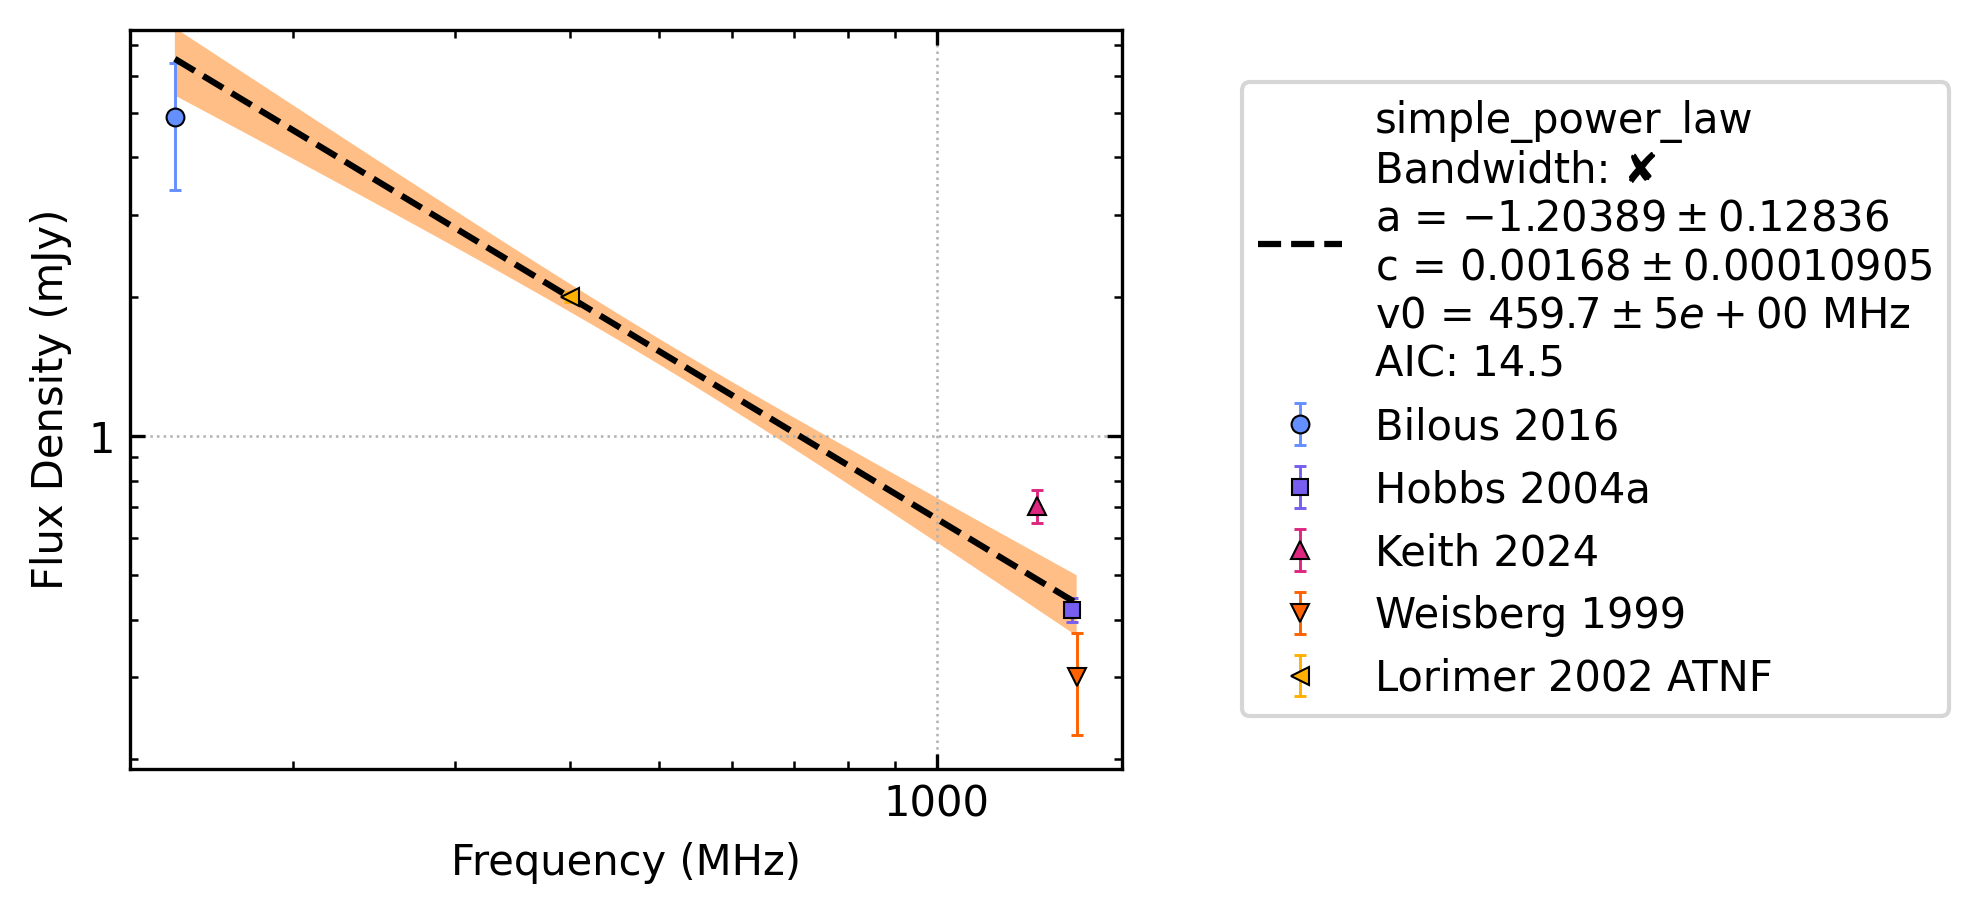 Flux Density (mJy)
1
1000
Frequency (MHz)
simple_power_law
Bandwidth: ✘
a = −1.20389 ± 0.12836
c = 0.00168 ± 0.00010905
v0 = 459.7 ± 5e + 00 MHz
AIC: 14.5
Bilous 2016
Hobbs 2004a
Keith 2024
Weisberg 1999
Lorimer 2002 ATNF